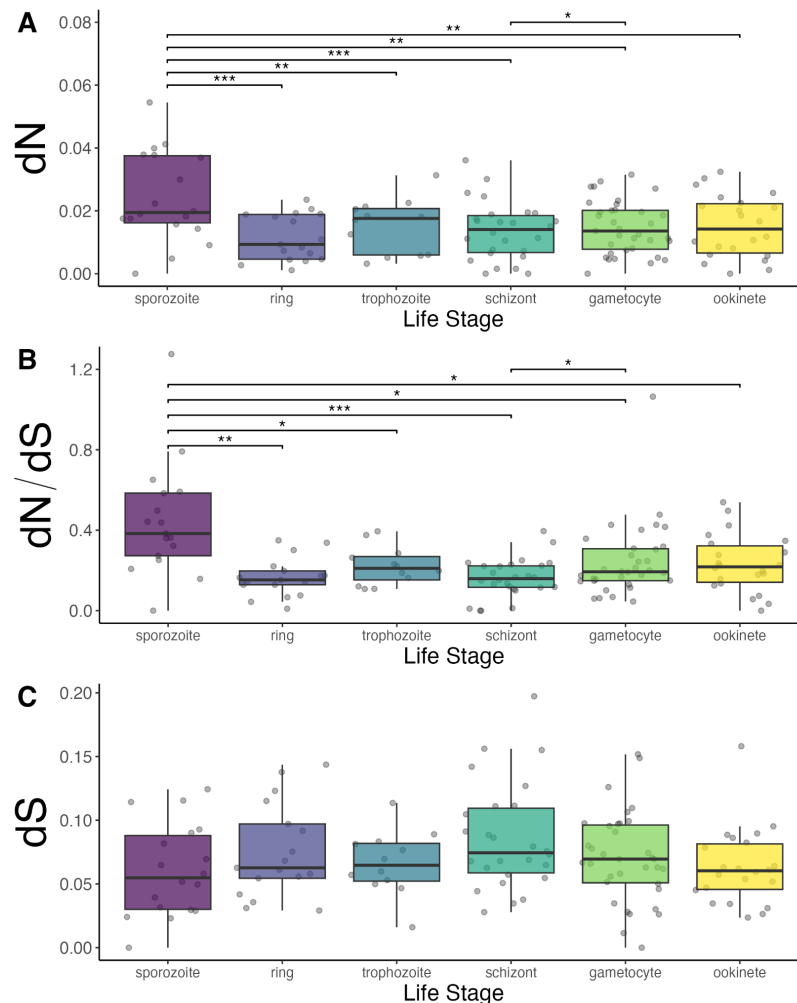 A
dN
0.08
0.06
0.04
0.02
0.00
*
**
**
***
**
***
sporozoite ring trophozoite schizont gametocyte ookinete
Life Stage
B
dN / dS
1.2
0.8
0.4
0.0
*
*
*
***
*
**
sporozoite ring trophozoite schizont gametocyte ookinete
Life Stage
C
dS
0.20
0.15
0.10
0.05
0.00
sporozoite ring trophozoite schizont gametocyte ookinete
Life Stage